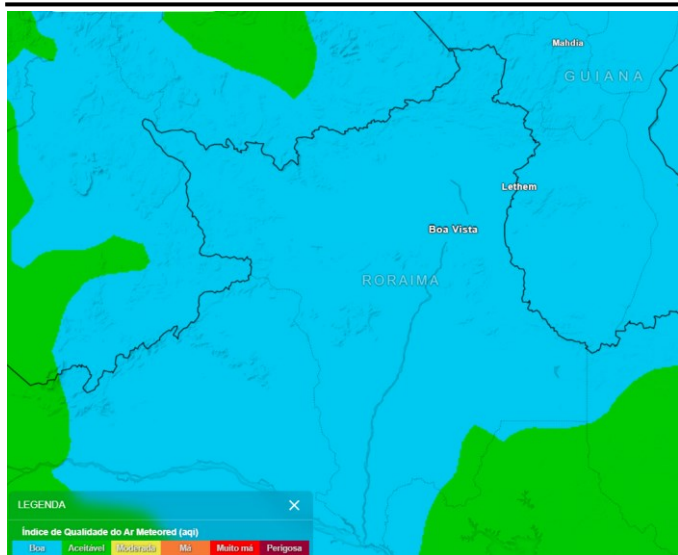 Mahdia
GUIANA
Lethem
Boa Vista
RORAIMA
LEGENDA
Índice de Qualidade do Ar Meteored (aqi)
Boa Aceitável Moderada Má Muito má Perigosa